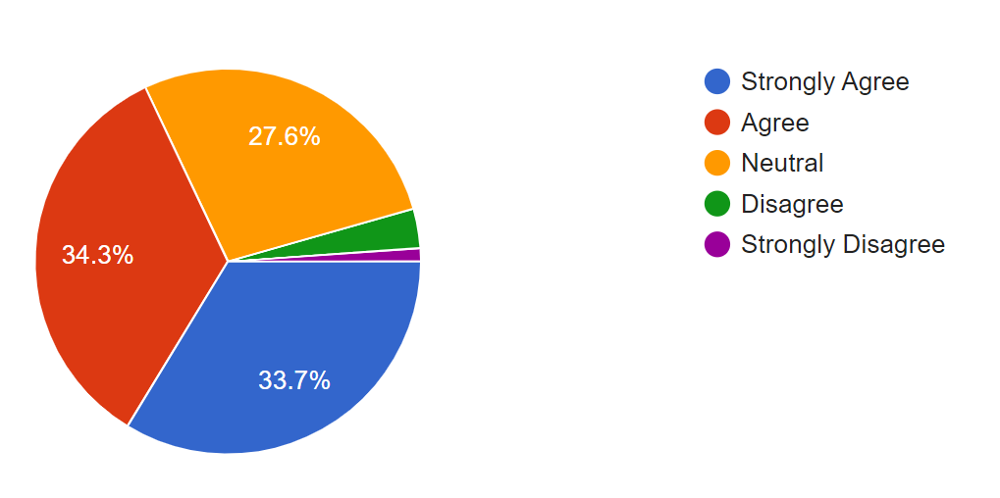 27.6%
34.3%
33.7%
Strongly Agree
Agree
Neutral
Disagree
Strongly Disagree